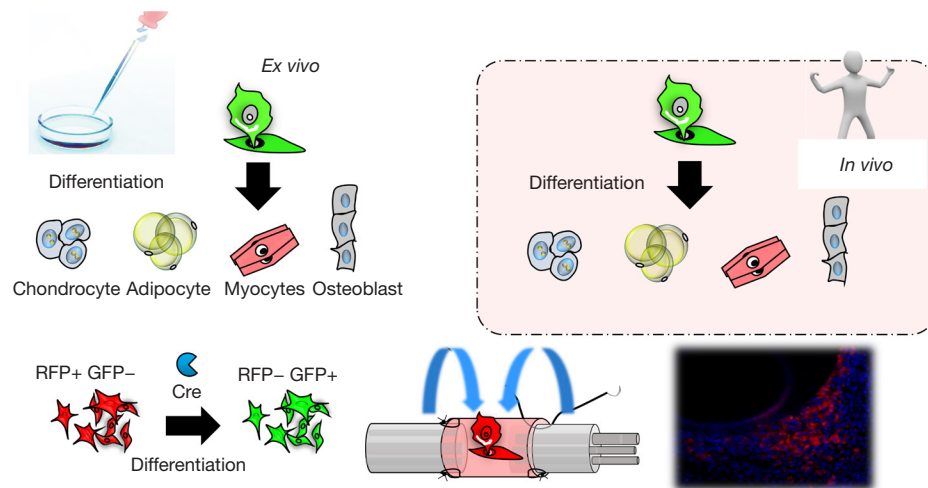 Ex vivo
Differentiation
Chondrocyte Adipocyte Myocytes Osteoblast
In vivo
Differentiation
RFP+ GFP–
Cre
RFP– GFP+
Differentiation